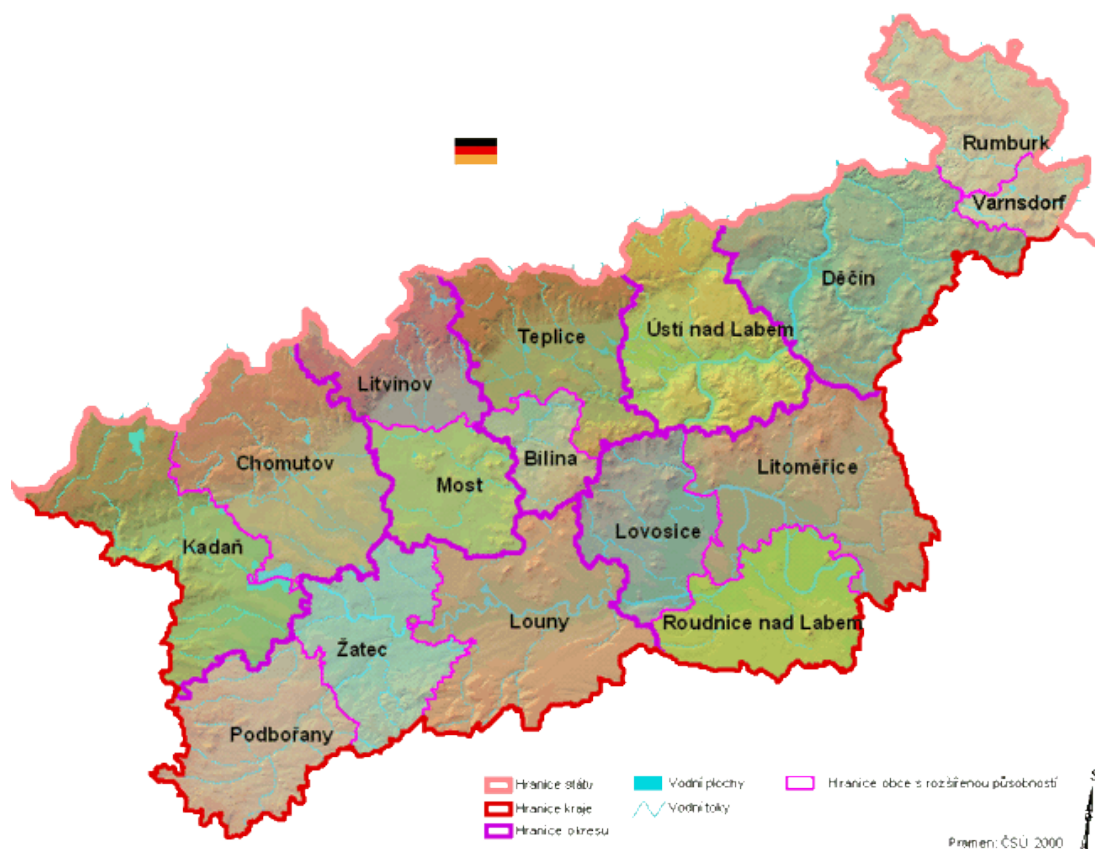 Rumburk
Varnsdorf
Děčín
Ústí nad Labem
Teplice
Litvínov
Chomutov
Most
Bílina
Litoměřice
Lovosice
Kadaň
Louny
Roudnice nad Labem
Žatec
Podbořany
Hranice státu
Vodní plochy
Hranice obce s rozšířenou působností
Hranice kraje
Vodní toky
Hranice okresu
S
Pramen: ČSÚ 2000